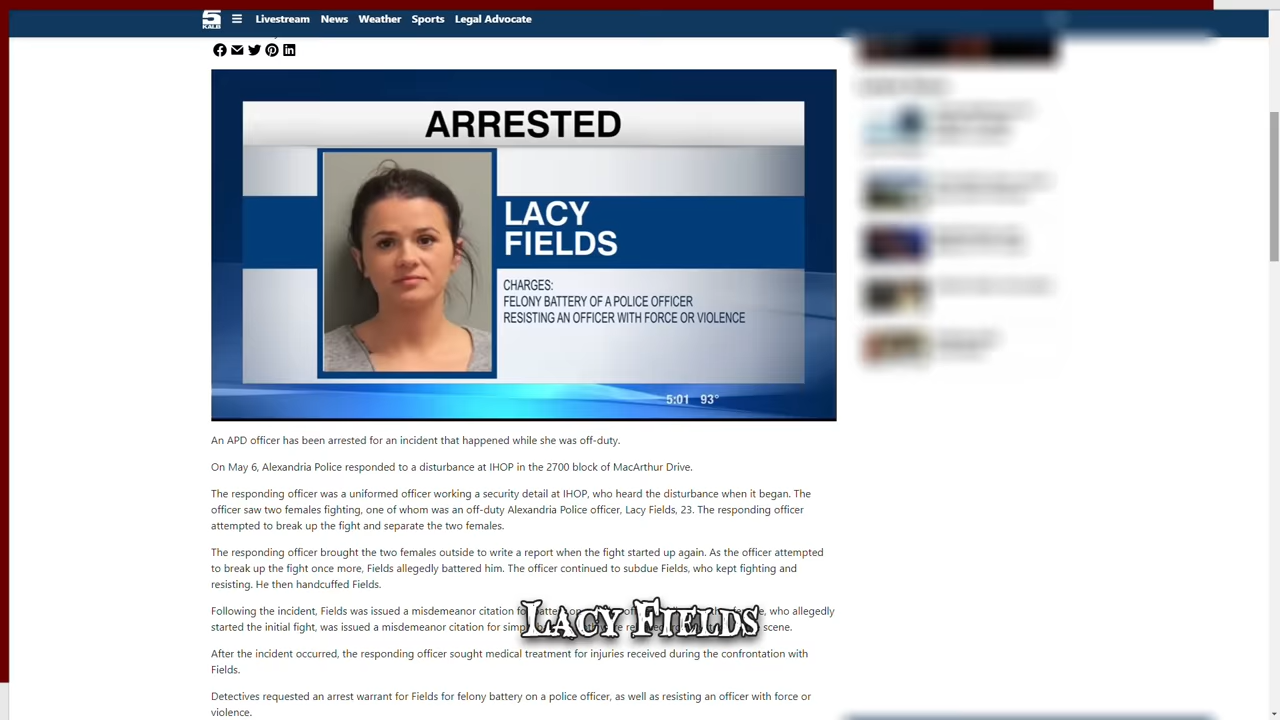 5
KALB
Livestream News Weather Sports Legal Advocate
ARRESTED
LACY
FIELDS
CHARGES:
FELONY BATTERY OF A POLICE OFFICER
RESISTING AN OFFICER WITH FORCE OR VIOLENCE
5:01 93°
An APD officer has been arrested for an incident that happened while she was off-duty.
On May 6, Alexandria Police responded to a disturbance at IHOP in the 2700 block of MacArthur Drive.
The responding officer was a uniformed officer working a security detail at IHOP, who heard the disturbance when it began. The
officer saw two females fighting, one of whom was an off-duty Alexandria Police officer, Lacy Fields, 23. The responding officer
attempted to break up the fight and separate the two females.
The responding officer brought the two females outside to write a report when the fight started up again. As the officer attempted
to break up the fight once more, Fields allegedly battered him. The officer continued to subdue Fields, who kept fighting and
resisting. He then handcuffed Fields.
Following the incident, Fields was issued a misdemeanor citation who allegedly
started the initial fight, was issued a misdemeanor citation for scene.
Lacy Fields
After the incident occurred, the responding officer sought medical treatment for injuries received during the confrontation with
Fields.
Detectives requested an arrest warrant for Fields for felony battery on a police officer, as well as resisting an officer with force or
violence.